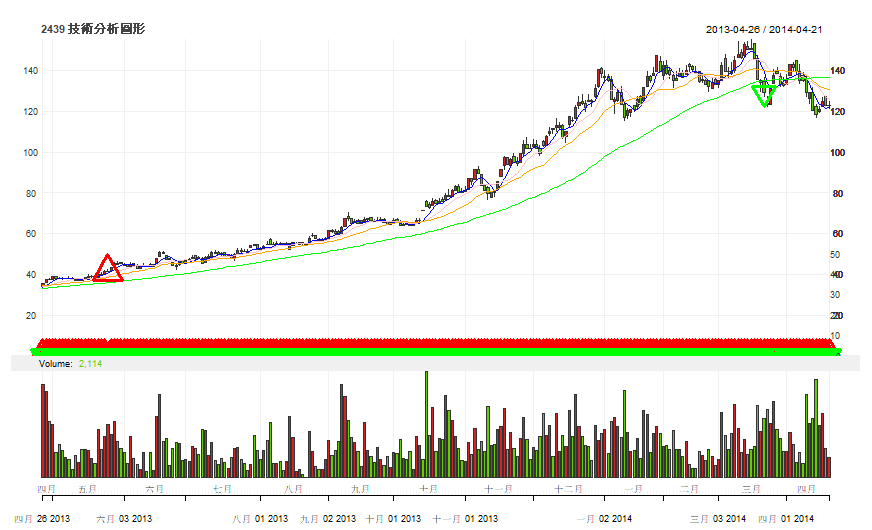 2439 技術分析圖形
2013-04-26 / 2014-04-21
140 140
120 120
100 100
80 80
60 60
50
40 40
30
20 20
10
0
Volume: 2,114
四月 五月 六月 七月 八月 九月 十月 十一月 十二月 一月 二月 三月 四月
四月 26 2013 六月 03 2013 八月 01 2013 九月 02 2013 十月 01 2013 十一月 01 2013 一月 02 2014 三月 03 2014 四月 01 2014